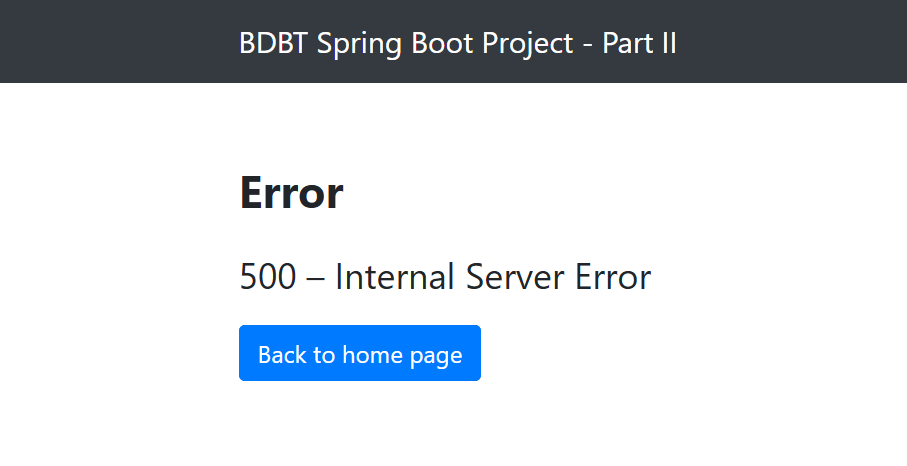 BDBT Spring Boot Project - Part II
Error
500 – Internal Server Error
Back to home page